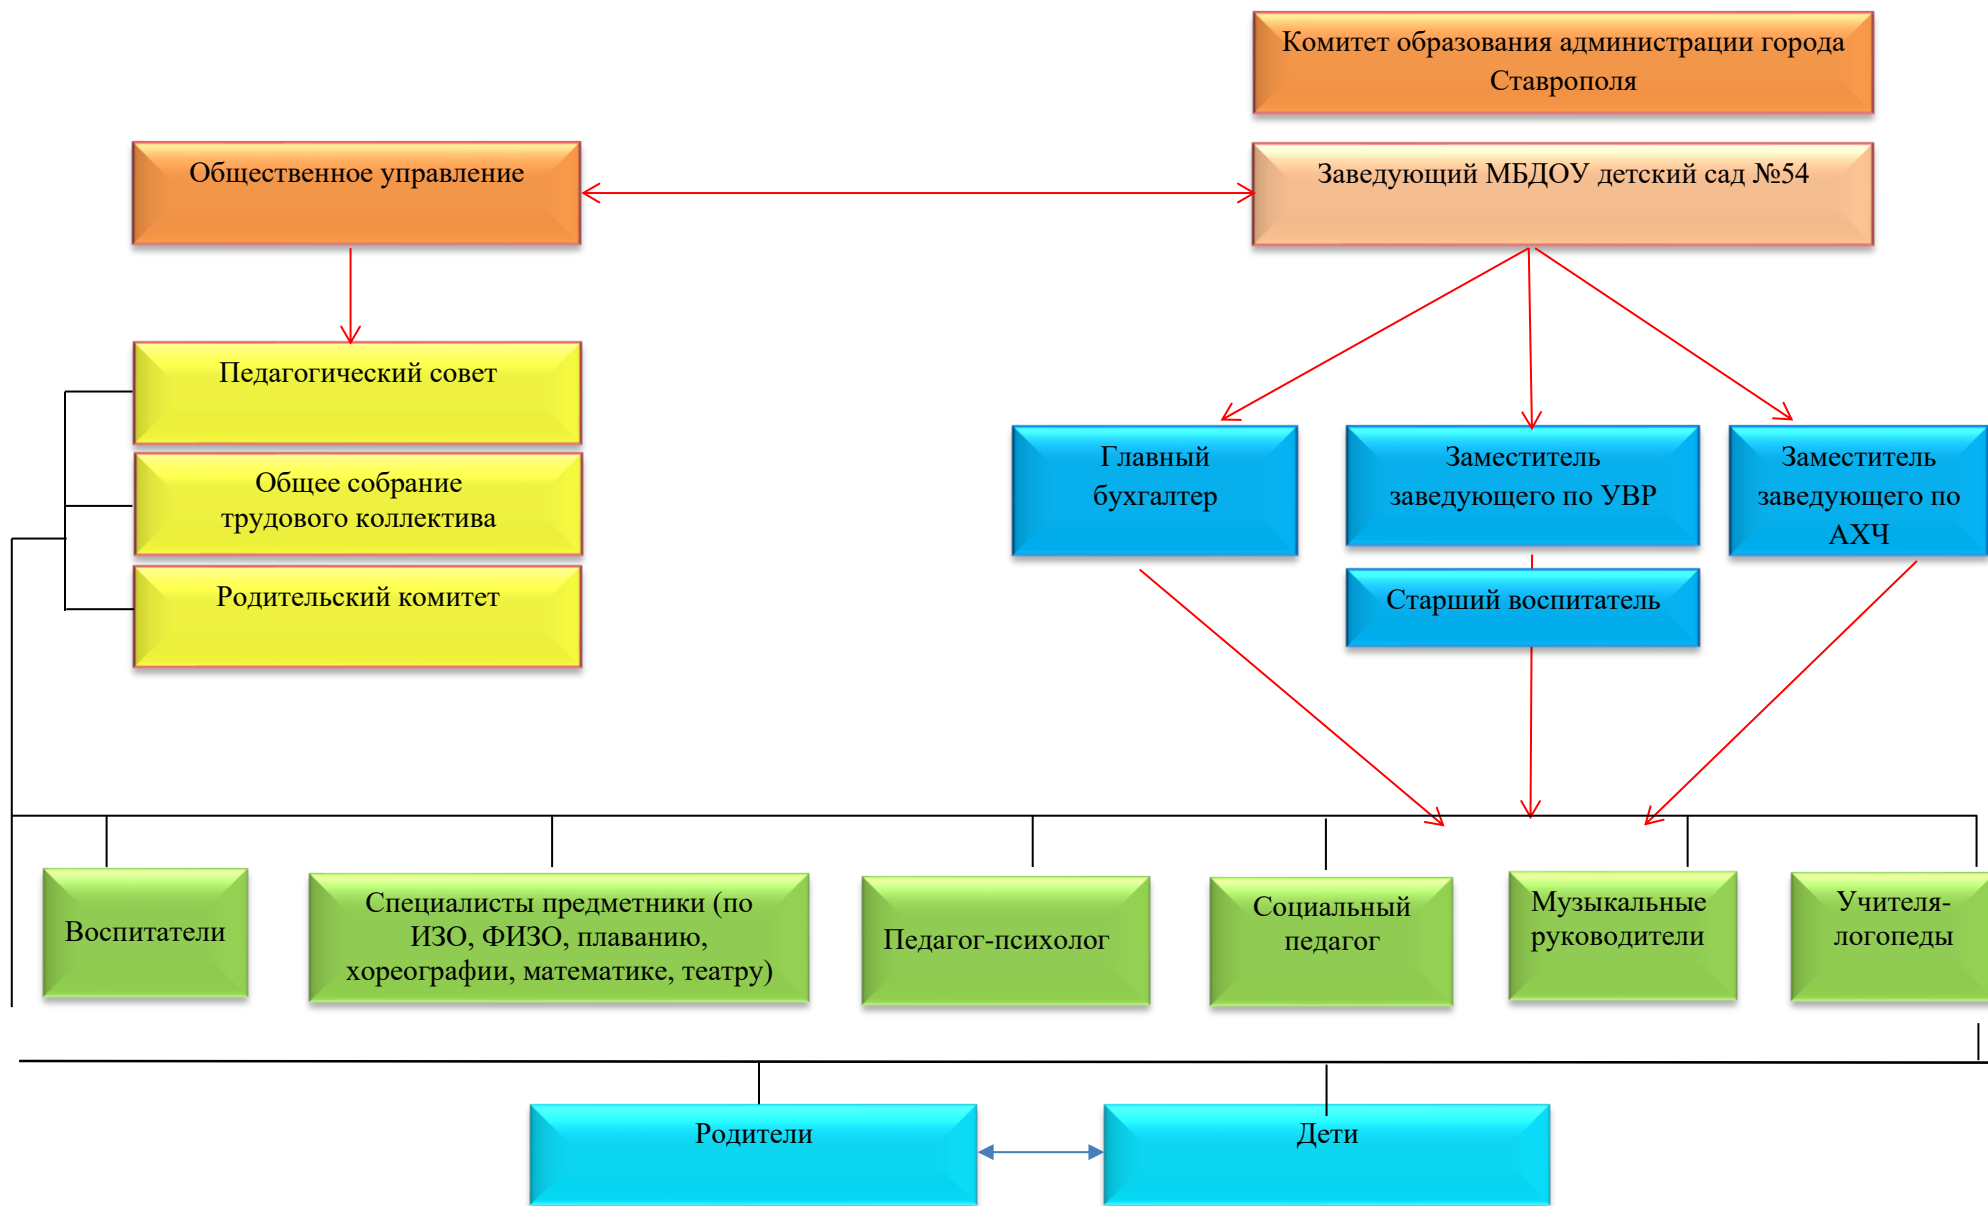 Комитет образования администрации города
Ставрополя
Общественное управление
Заведующий МБДОУ детский сад №54
Педагогический совет
Общее собрание
трудового коллектива
Родительский комитет
Главный
бухгалтер
Заместитель
заведующего по УВР
Заместитель
заведующего по
АХЧ
Старший воспитатель
Воспитатели
Специалисты предметники (по
ИЗО, ФИЗО, плаванию,
хореографии, математике, театру)
Педагог-психолог
Социальный
педагог
Музыкальные
руководители
Учителя-
логопеды
Родители
Дети